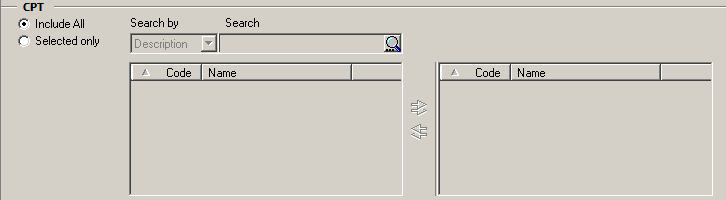 CPT
Include All Search by Search
Selected only Description
Code Name Code Name